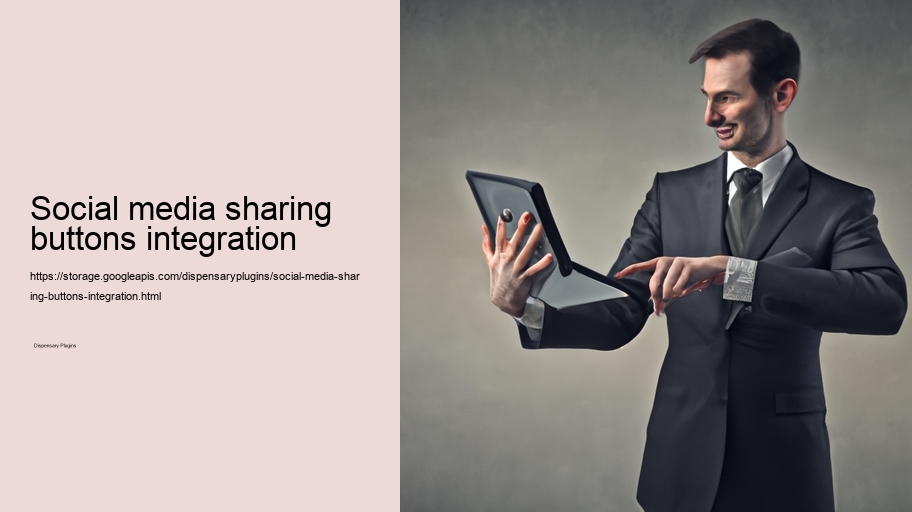 Social media sharing
buttons integration
https://storage.googleapis.com/dispensaryplugins/social-media-shar
ing-buttons-integration.html
Dispensary Plugins